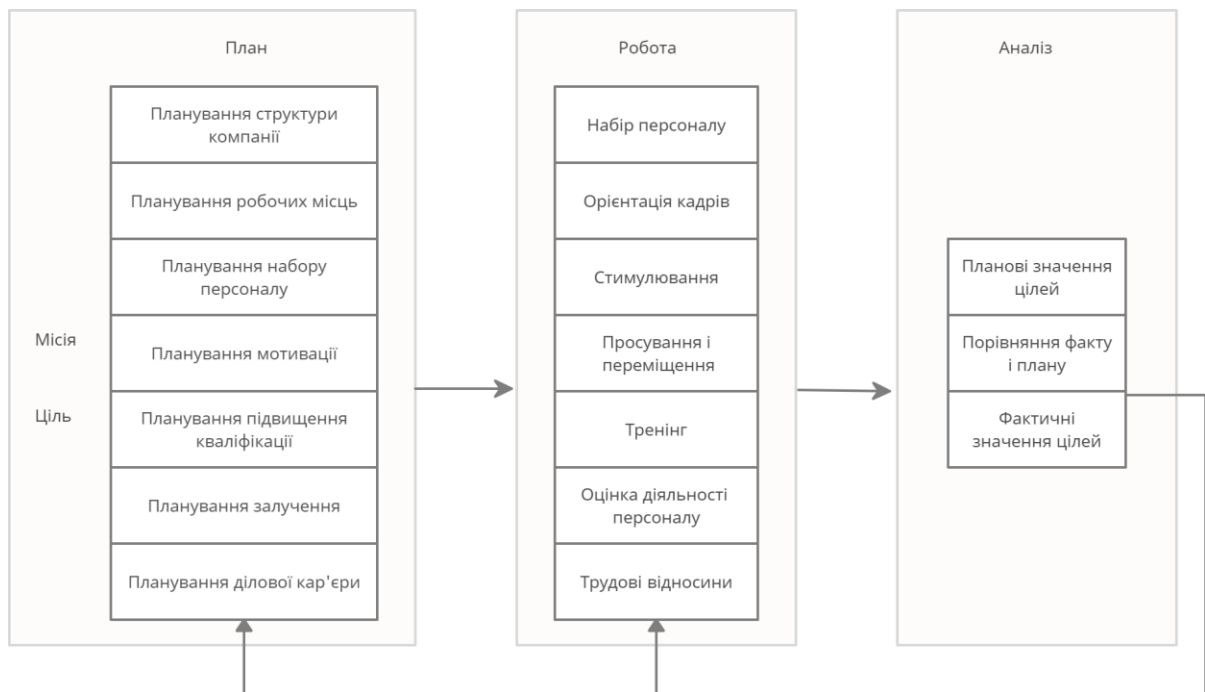 План
Планування структури
компанії
Планування робочих місць
Планування набору
персоналу
Місія
Планування мотивації
Ціль
Планування підвищення
кваліфікації
Планування залучення
Планування ділової кар'єри
Робота
Набір персоналу
Орієнтація кадрів
Стимулювання
Просування і
переміщення
Тренінг
Оцінка діяльності
персоналу
Трудові відносини
Аналіз
Планові значення
цілей
Порівняння факту
і плану
Фактичні
значення цілей